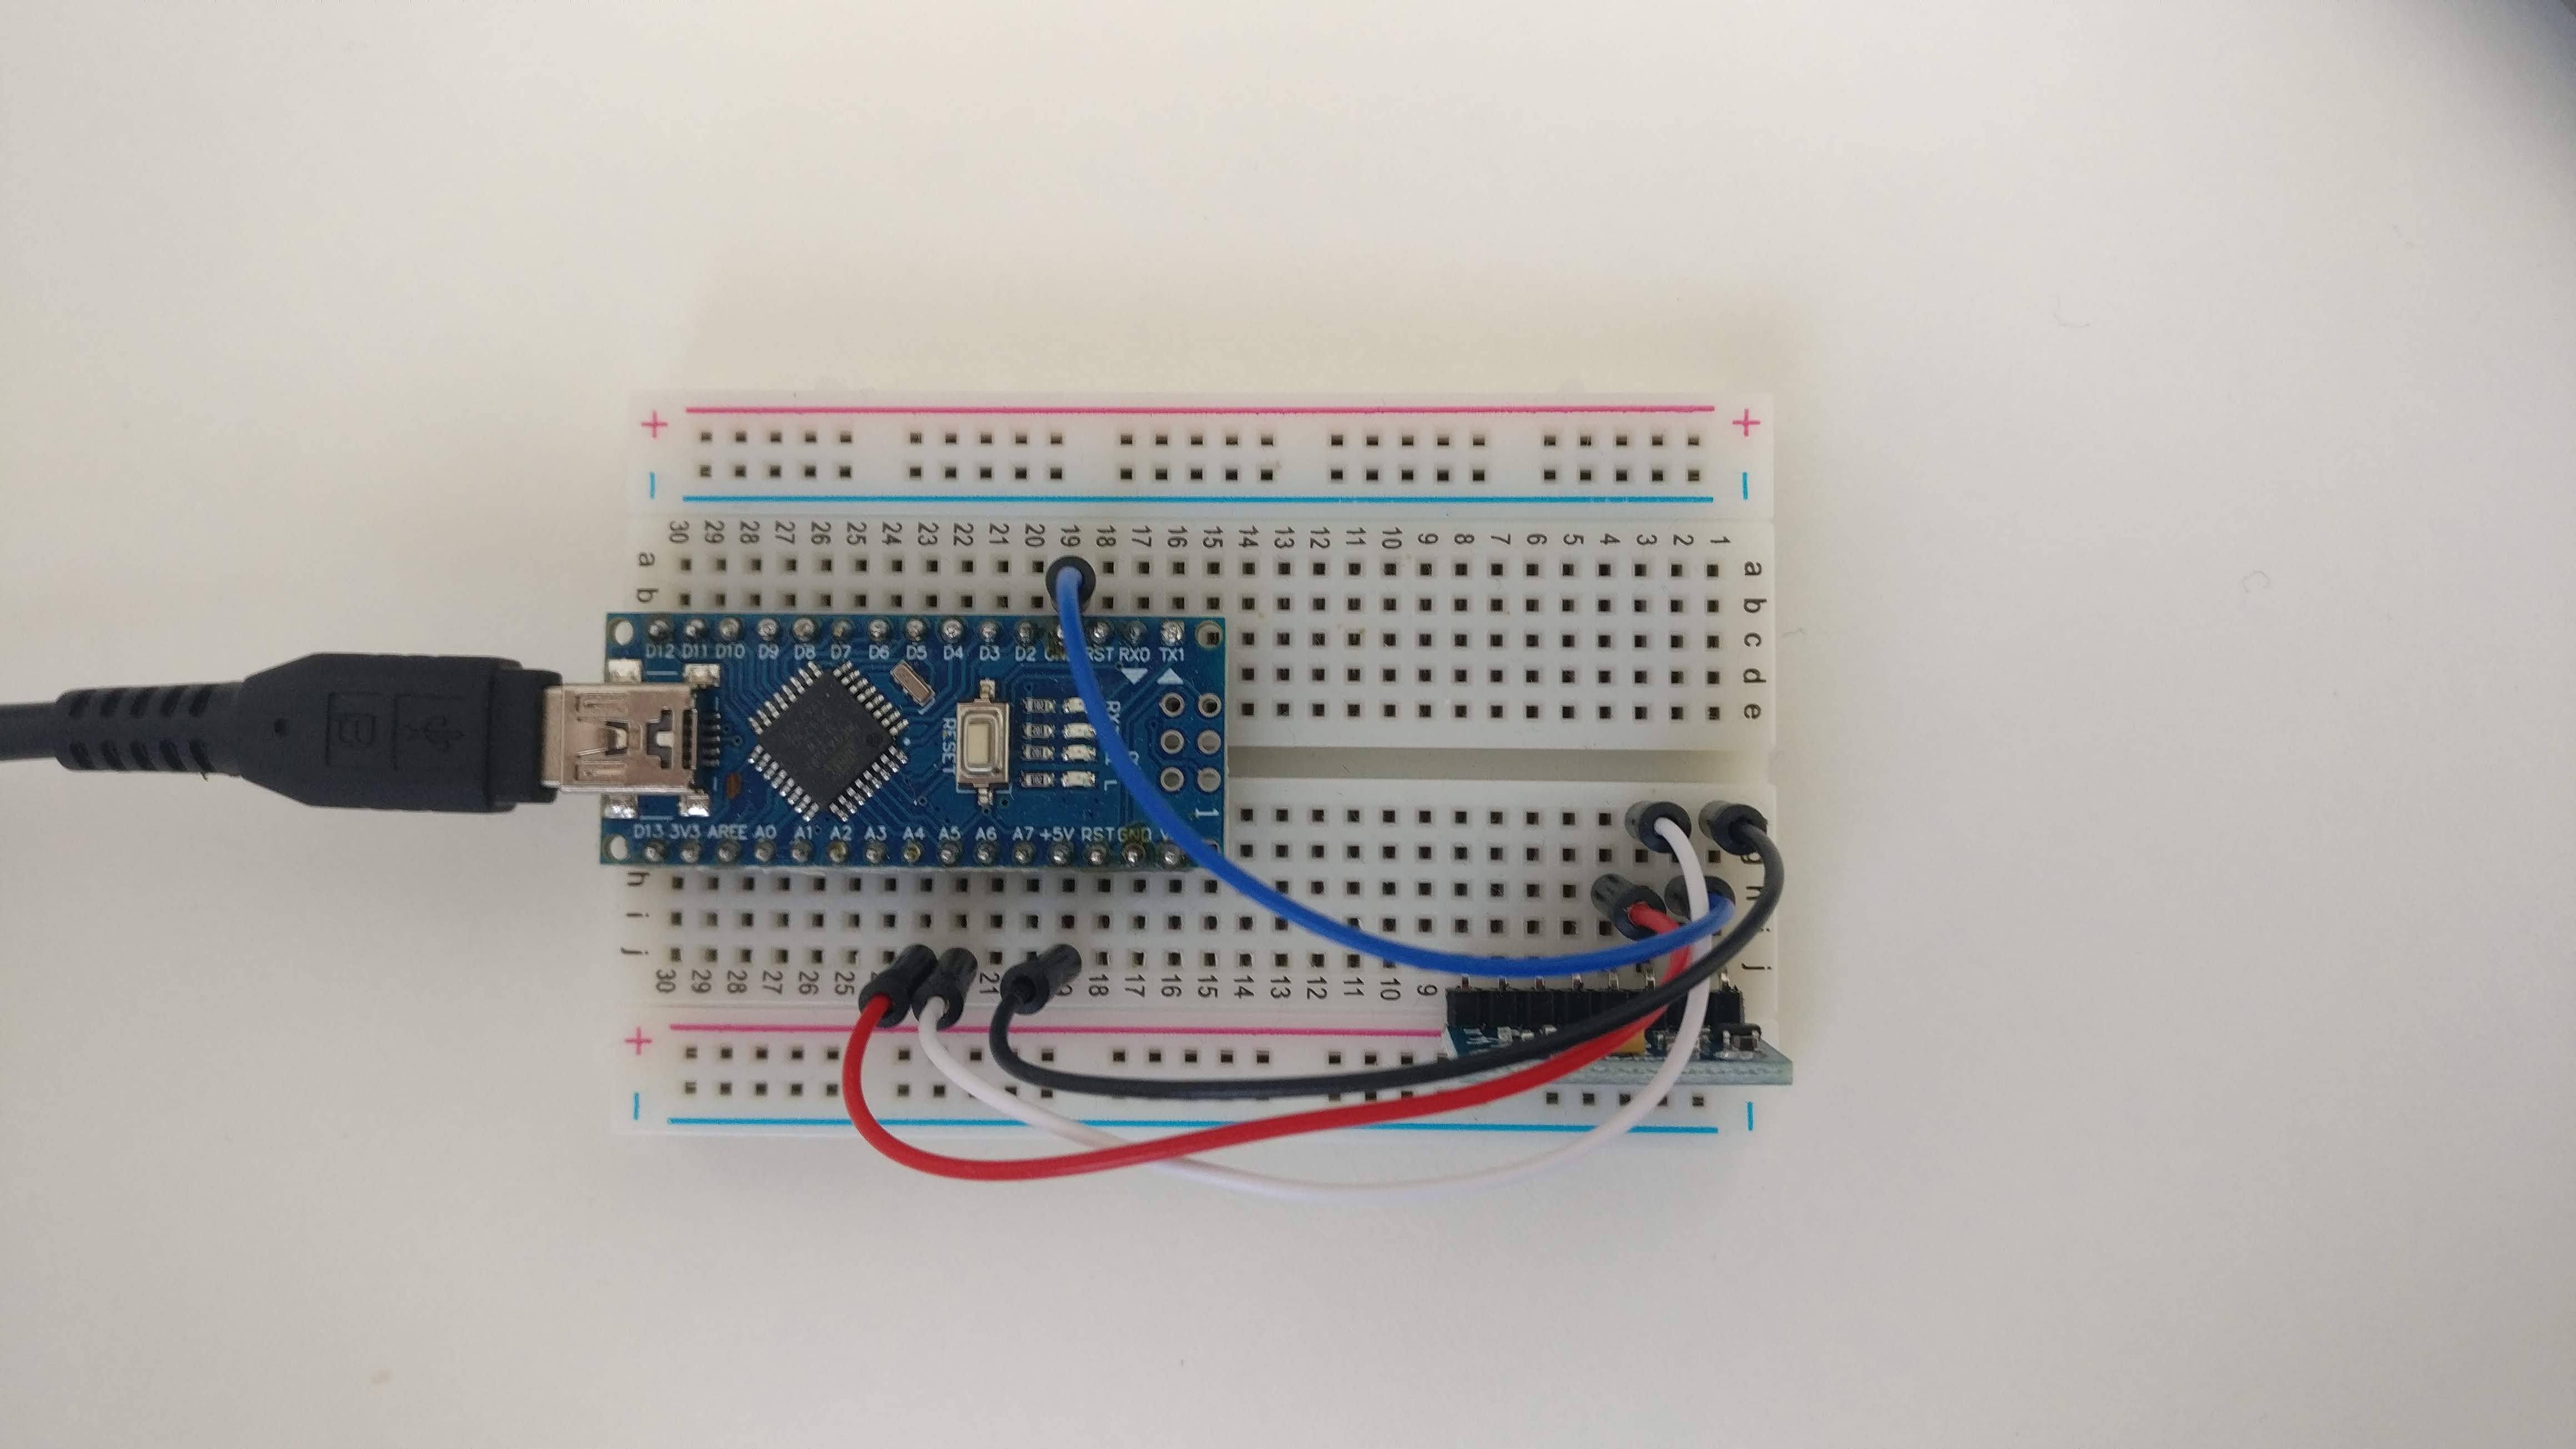 + +
- -
30 29 28 27 26 25 24 23 22 21 20 19 18 17 16 15 14 13 12 11 10 9 8 7 6 5 4 3 2 1
a a
b b
c
d
e
D12 D11 D10 D9 D8 D7 D6 D5 D4 D3 D2 RST RX0 TX1
RESET
RX
L
1
D13 3V3 AREE A0 A1 A2 A3 A4 A5 A6 A7 +5V RST GND
h
i
j j
30 29 28 27 26 25 21 18 17 16 15 14 13 12 11 10 9
+
- -